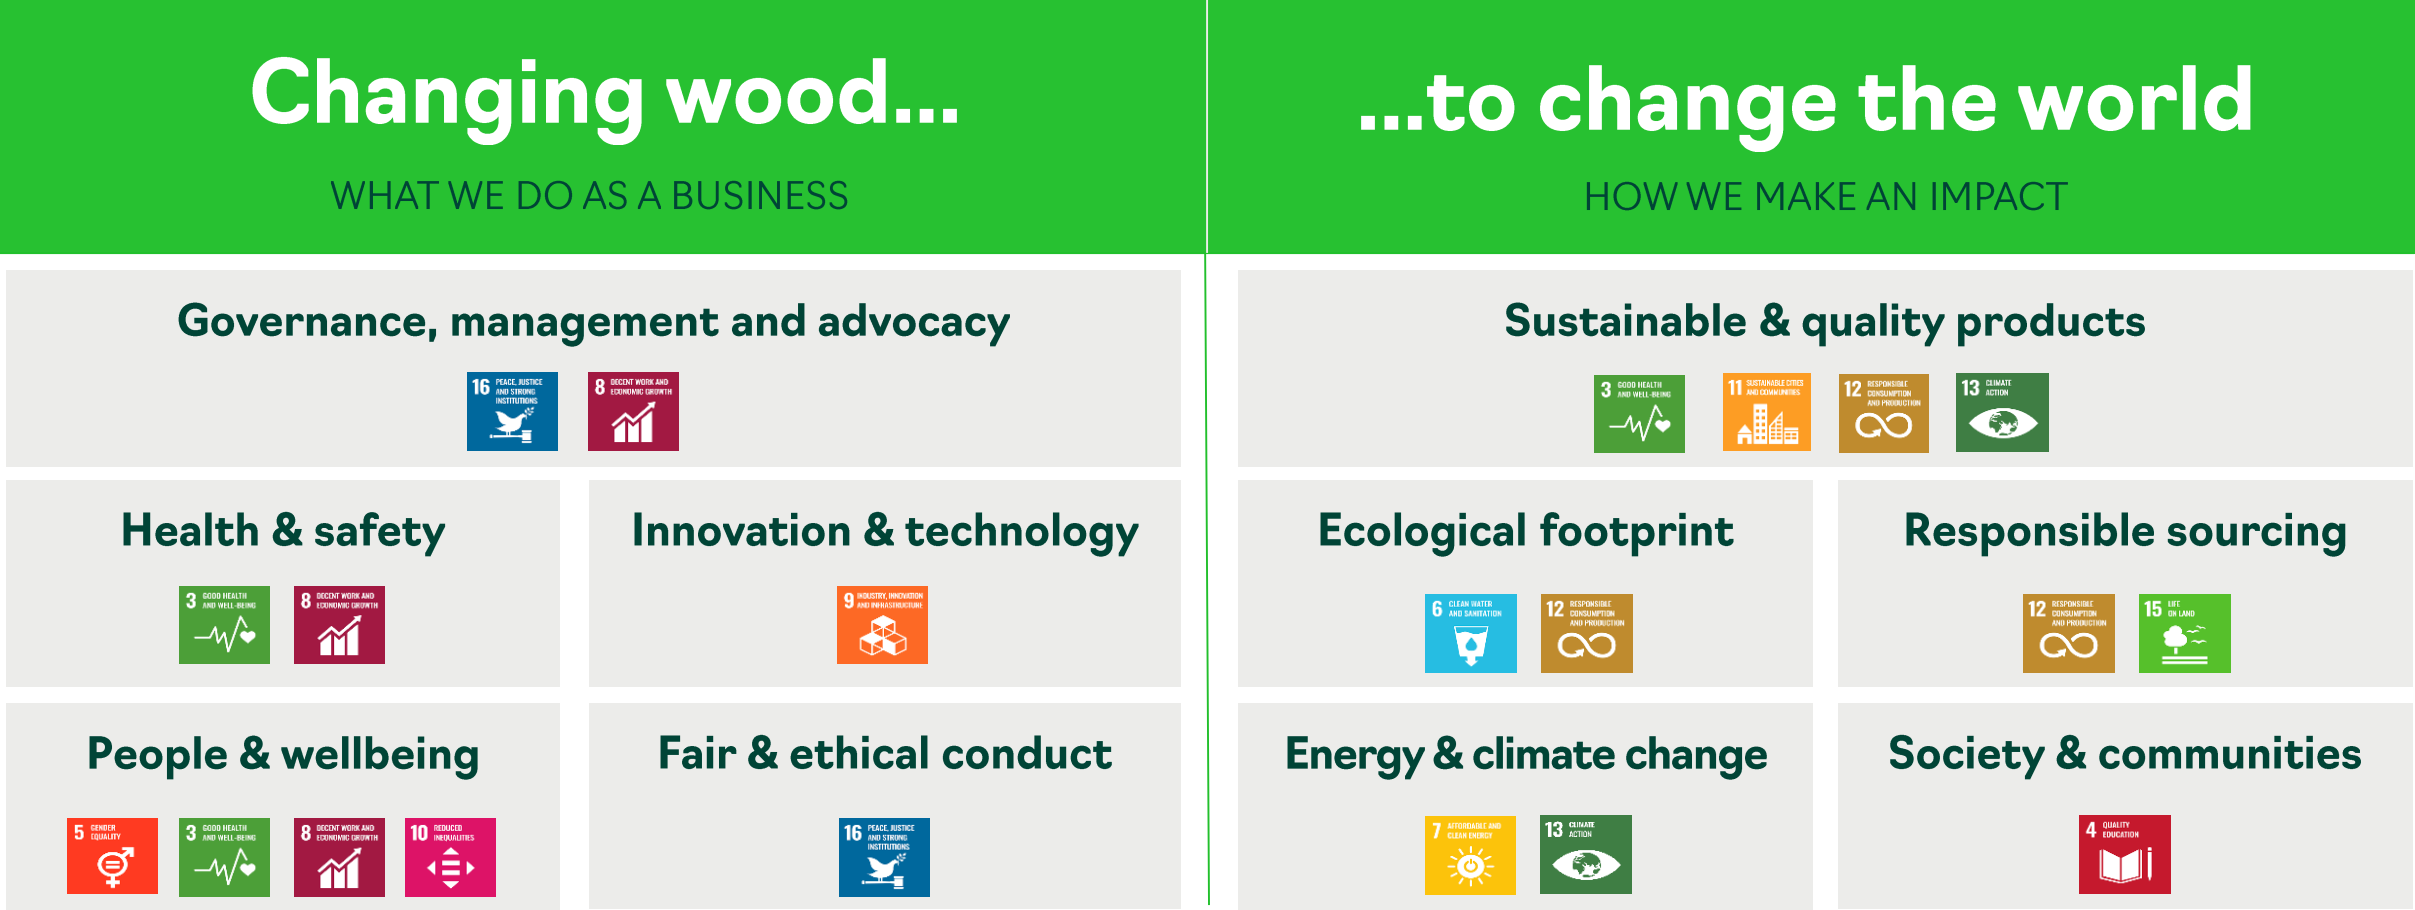 Changing wood...
WHAT WE DO AS A BUSINESS
...to change the world
HOW WE MAKE AN IMPACT
Governance, management and advocacy
16 PEACE, JUSTICE
AND STRONG
INSTITUTIONS
8 DECENT WORK AND
ECONOMIC GROWTH
Health & safety
3 GOOD HEALTH
AND WELL-BEING
8 DECENT WORK AND
ECONOMIC GROWTH
Innovation & technology
9 INDUSTRY, INNOVATION
AND INFRASTRUCTURE
People & wellbeing
5 GENDER
EQUALITY
3 GOOD HEALTH
AND WELL-BEING
8 DECENT WORK AND
ECONOMIC GROWTH
10 REDUCED
INEQUALITIES
Fair & ethical conduct
16 PEACE, JUSTICE
AND STRONG
INSTITUTIONS
Sustainable & quality products
3 GOOD HEALTH
AND WELL-BEING
11 SUSTAINABLE CITIES
AND COMMUNITIES
12 RESPONSIBLE
CONSUMPTION
AND PRODUCTION
13 CLIMATE
ACTION
Ecological footprint
6 CLEAN WATER
AND SANITATION
12 RESPONSIBLE
CONSUMPTION
AND PRODUCTION
Responsible sourcing
12 RESPONSIBLE
CONSUMPTION
AND PRODUCTION
15 LIFE
ON LAND
Energy & climate change
7 AFFORDABLE AND
CLEAN ENERGY
13 CLIMATE
ACTION
Society & communities
4 QUALITY
EDUCATION